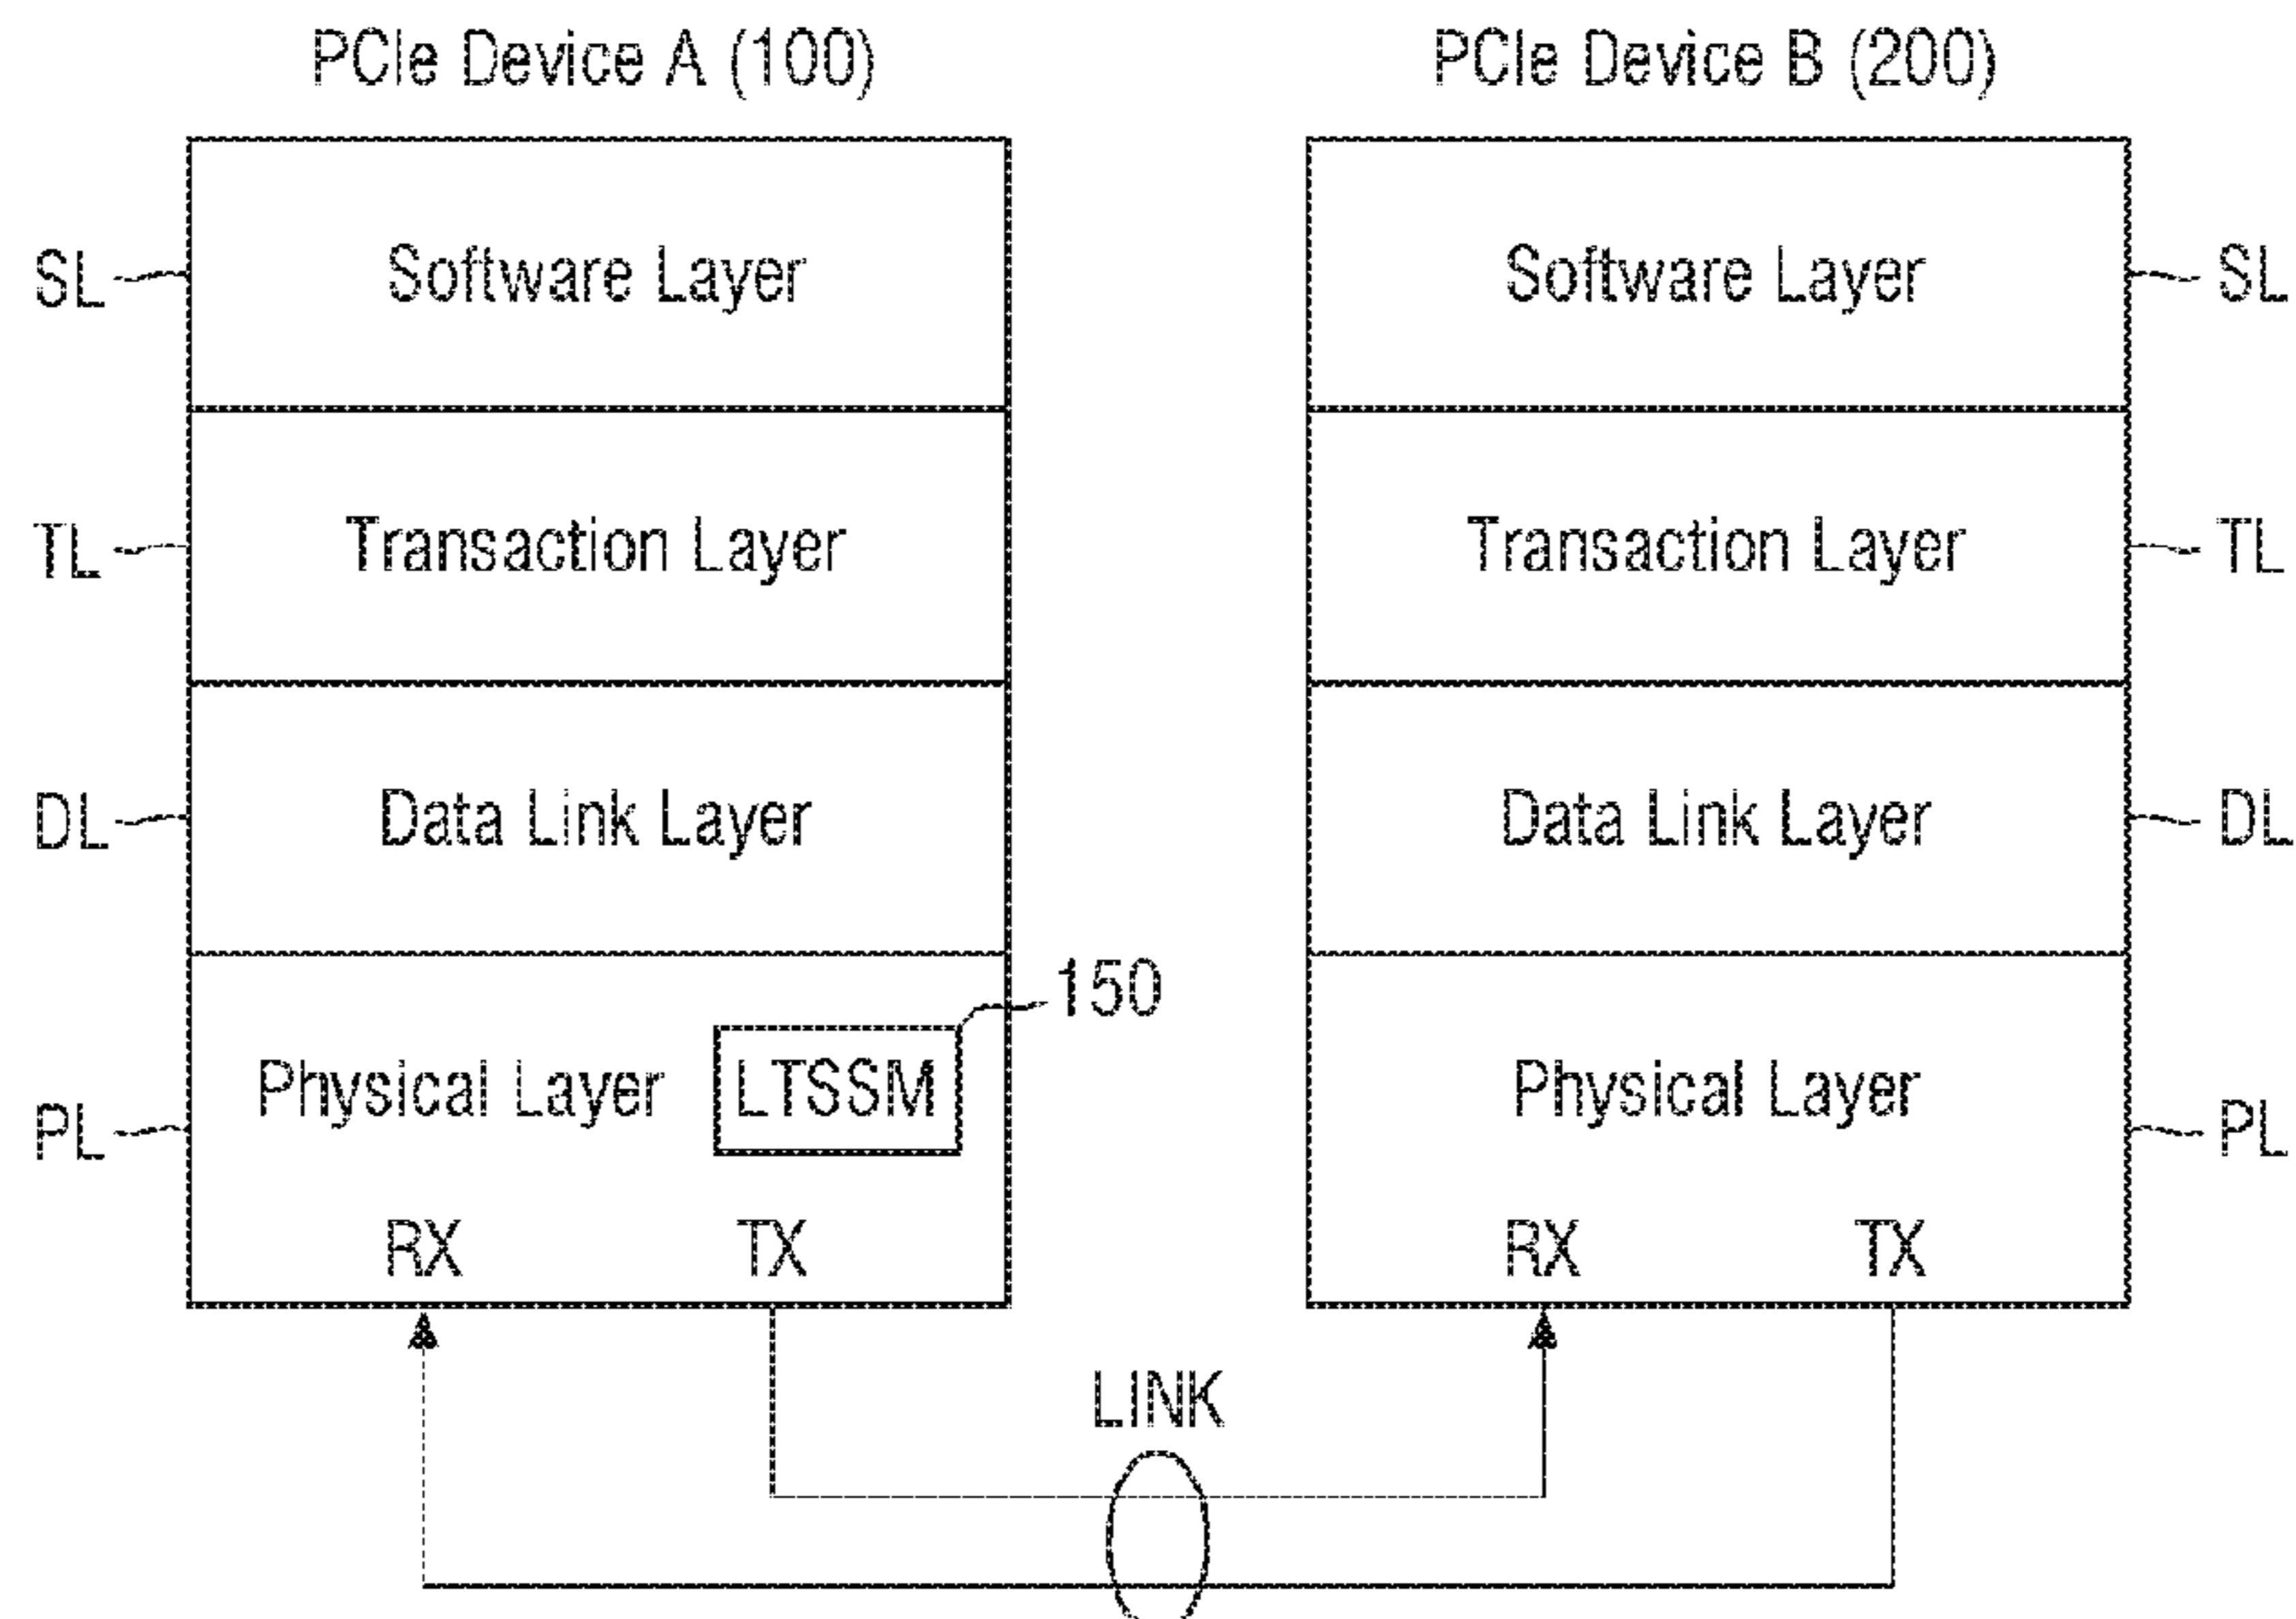 PCIe Device A (100)
PCIe Device B (200)
SL
Software Layer
Software Layer
SL
TL
Transaction Layer
Transaction Layer
TL
DL
Data Link Layer
Data Link Layer
DL
150
Physical Layer
LTSSM
Physical Layer
PL
PL
RX
TX
RX
TX
LINK